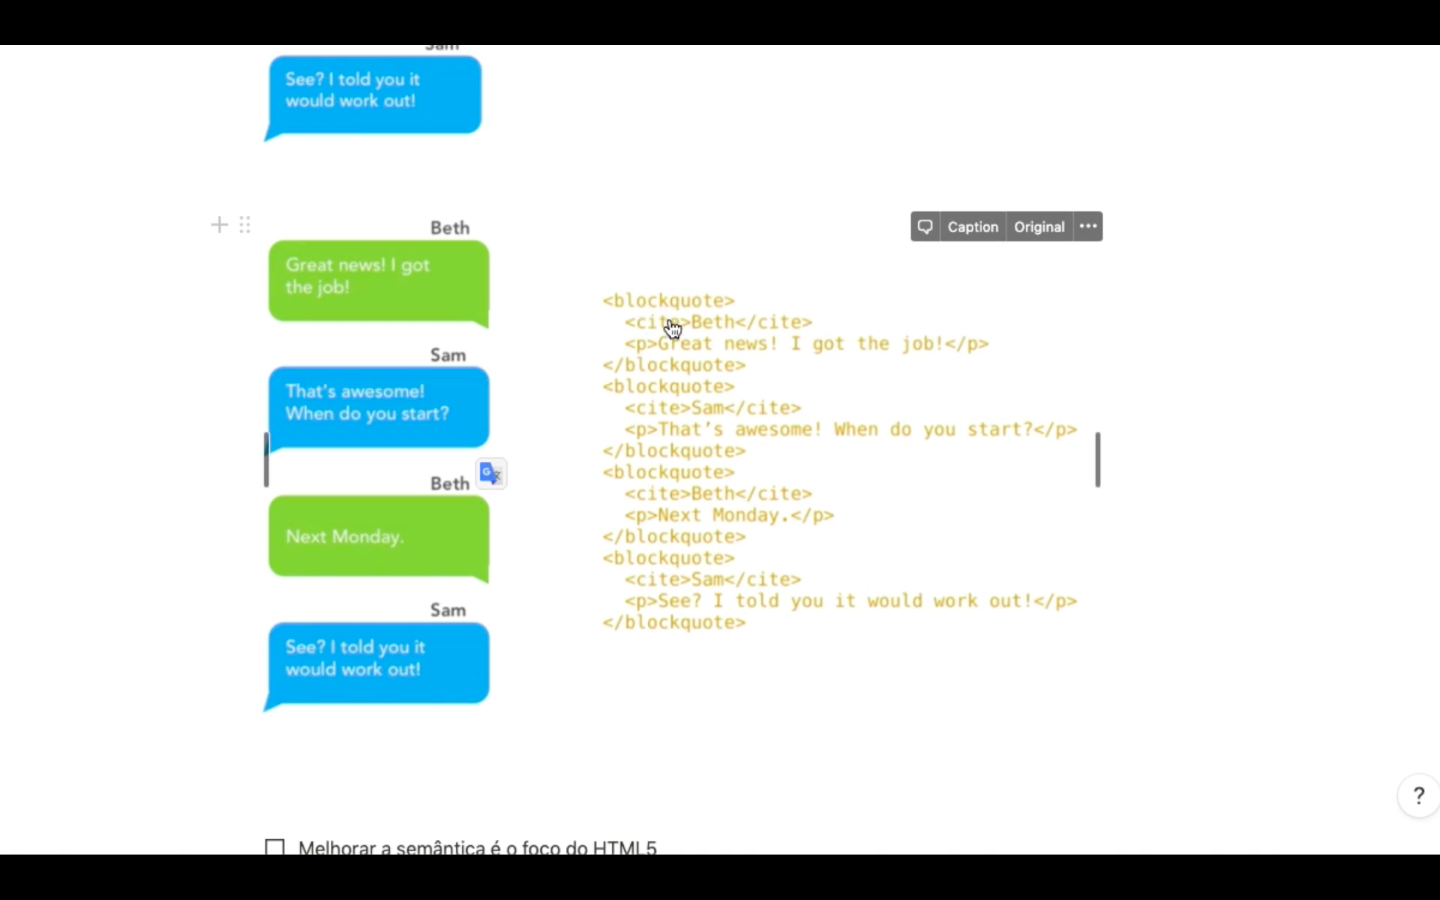 Sam
See? I told you it
would work out!
Caption Original
Beth
Great news! I got
the job!
Sam
That's awesome!
When do you start?
Beth
Next Monday.
Sam
See? I told you it
would work out!
<blockquote>
<cite>Beth</cite>
<p>Great news! I got the job!</p>
</blockquote>
<blockquote>
<cite>Sam</cite>
<p>That's awesome! When do you start?</p>
</blockquote>
<blockquote>
<cite>Beth</cite>
<p>Next Monday.</p>
</blockquote>
<blockquote>
<cite>Sam</cite>
<p>See? I told you it would work out!</p>
</blockquote>
?
Melhorar a semântica é o foco do HTML5